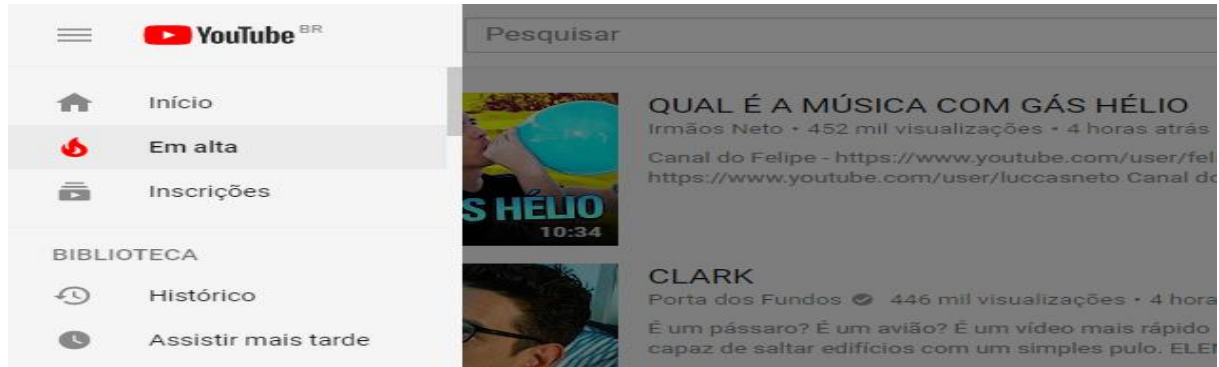 YouTube BR
Pesquisar
Início
Em alta
Inscrições
BIBLIOTECA
Histórico
Assistir mais tarde
S HÉLIO
10:34
QUAL É A MÚSICA COM GÁS HÉLIO
Irmãos Neto • 452 mil visualizações • 4 horas atrás
Canal do Felipe - https://www.youtube.com/user/fel
https://www.youtube.com/user/luccasneto Canal do
CLARK
Porta dos Fundos 446 mil visualizações • 4 hora
É um pássaro? É um avião? É um vídeo mais rápido
capaz de saltar edifícios com um simples pulo. ELE